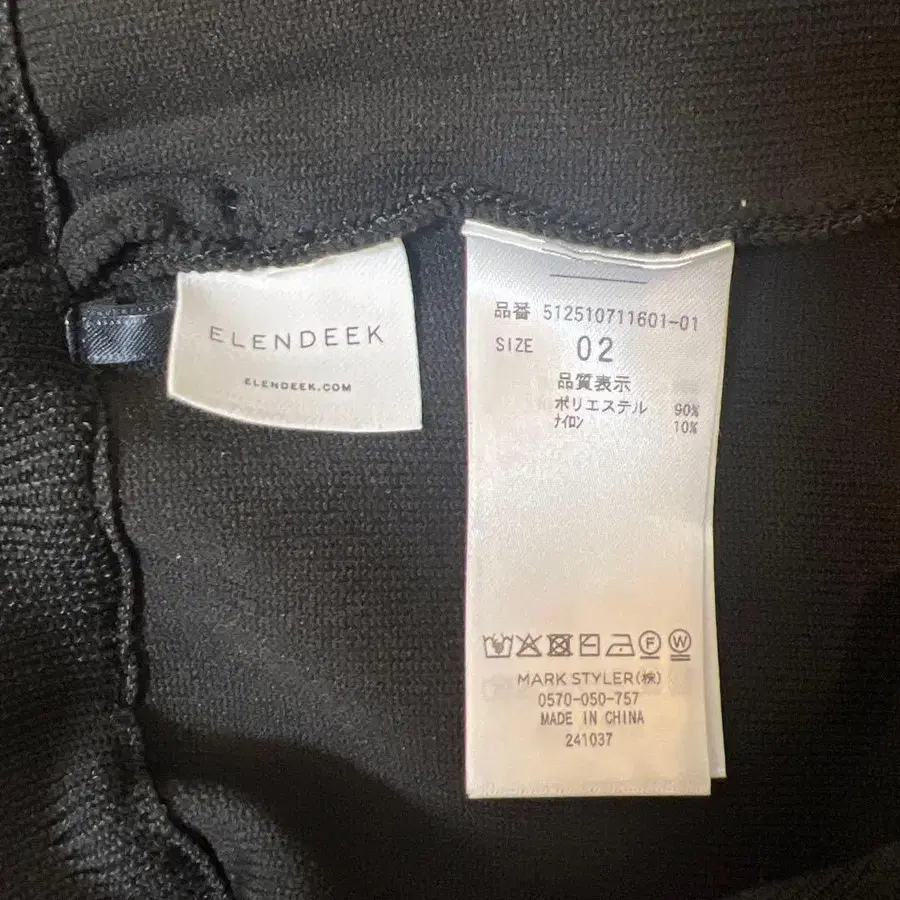 ELENDEEK
ELENDEEK.COM
品番 512510711601-01
SIZE 02
品質表示
ポリエステル 90%
ナイロン 10%
F W
MARK STYLER(株)
0570-050-757
MADE IN CHINA
241037